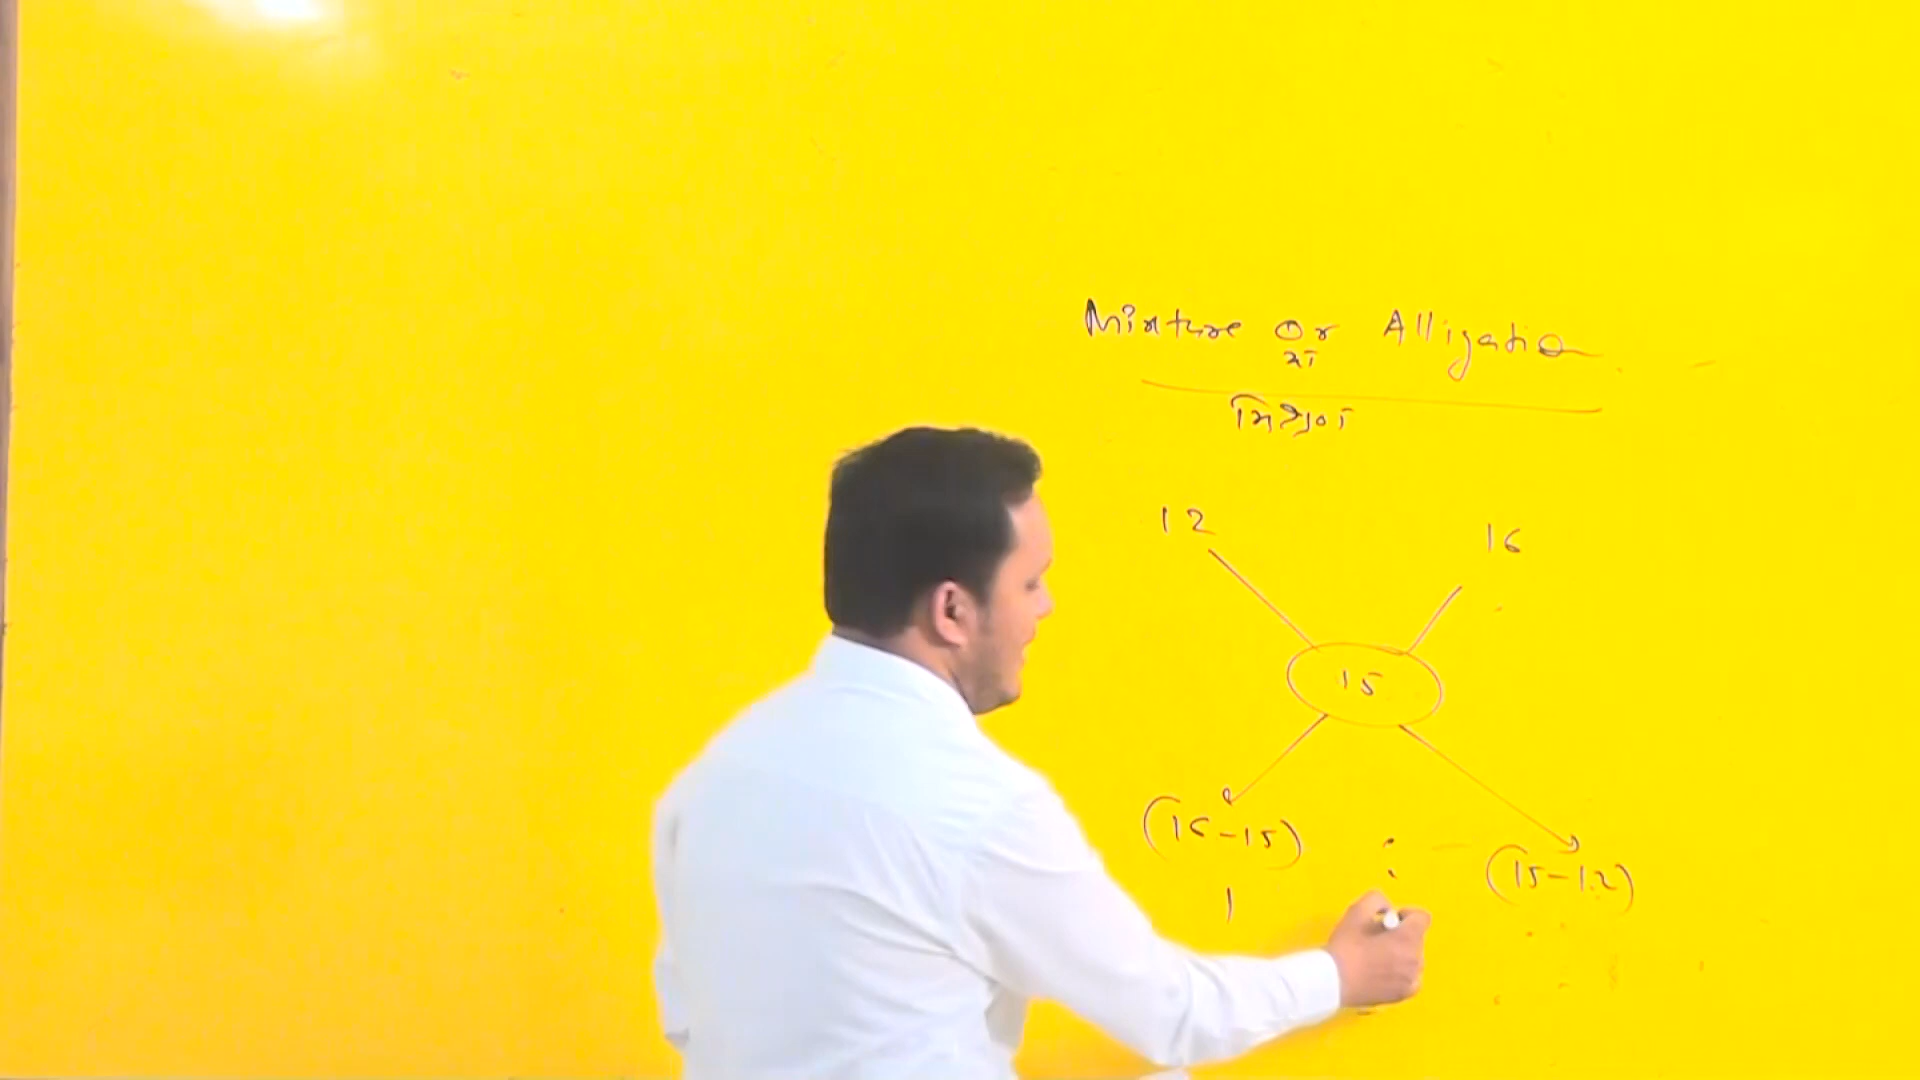 Mixture or Alligation
या
मिश्रण
12 16
15
(16-15) : (15-12)
1